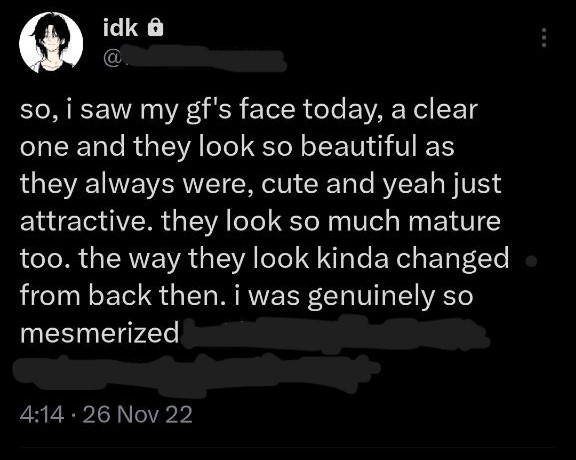 idk
@
so, i saw my gf's face today, a clear
one and they look so beautiful as
they always were, cute and yeah just
attractive. they look so much mature
too. the way they look kinda changed
from back then. i was genuinely so
mesmerized
4:14 · 26 Nov 22